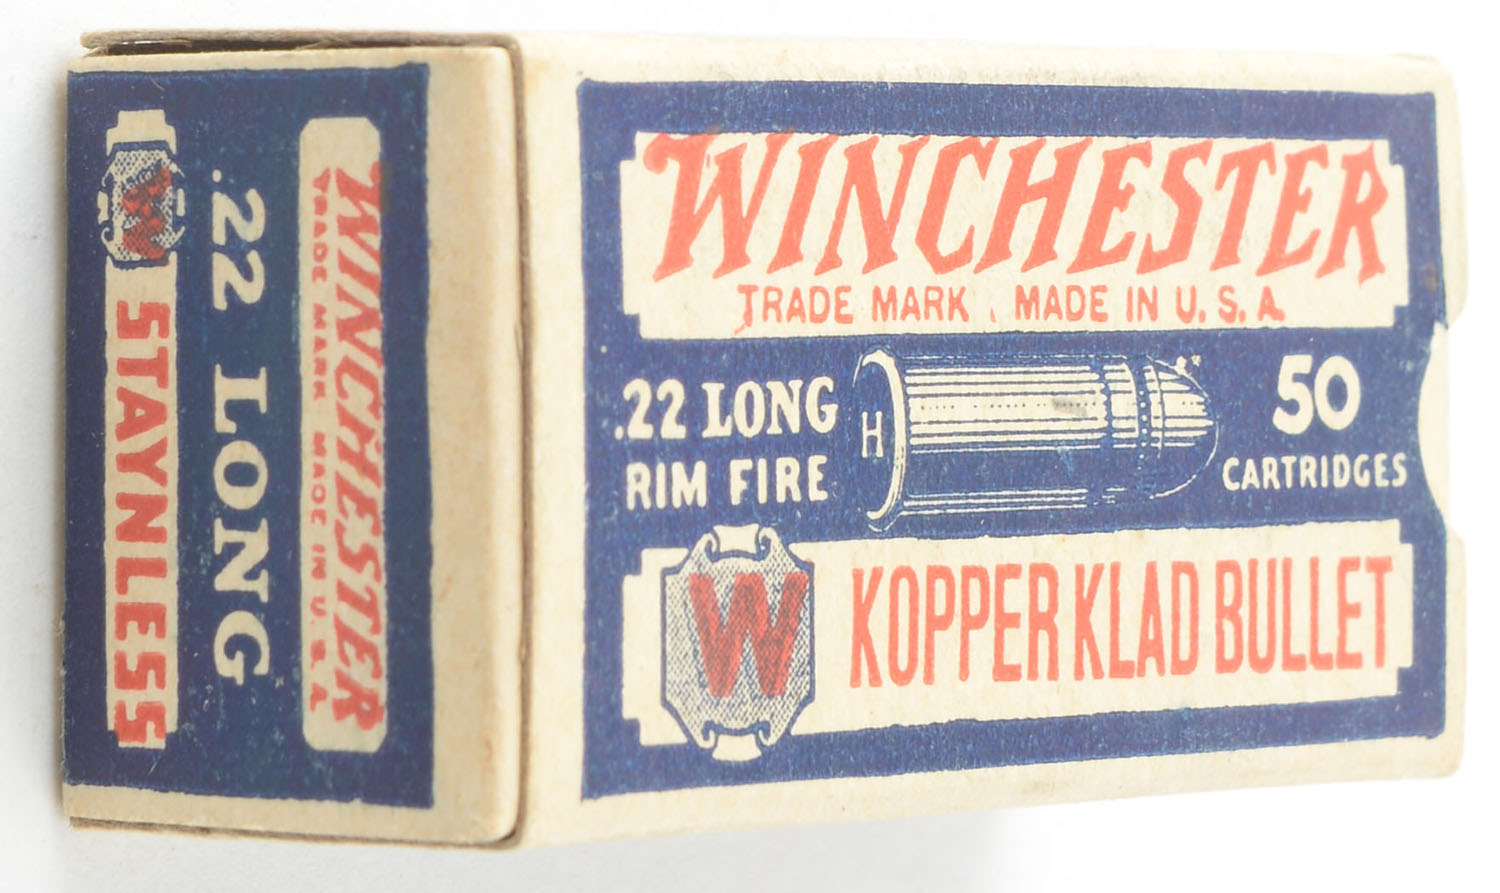 WINCHESTER
TRADE MARK. MADE IN U.S.A.
.22 LONG
RIM FIRE
H
50
CARTRIDGES
W
KOPPER KLAD BULLET
WINCHESTER
TRADE MARK MADE IN U.S.A.
.22 LONG
W
STAYNLESS